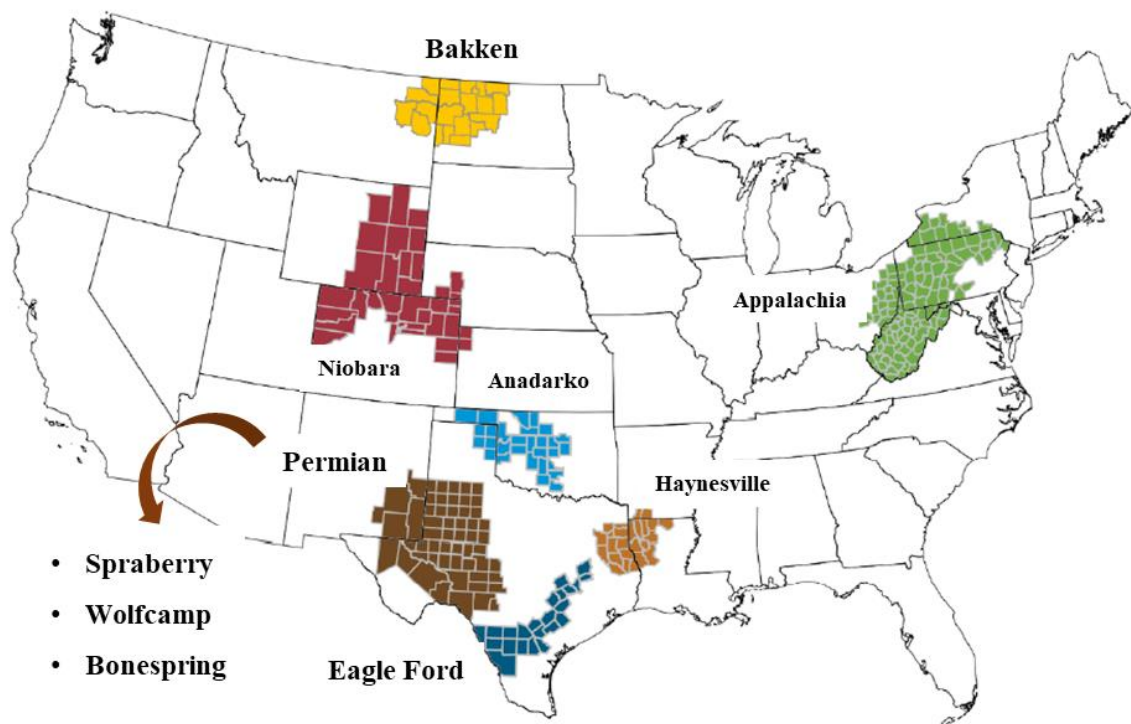 Bakken
Appalachia
Niobara
Anadarko
Permian
Haynesville
• Spraberry
• Wolfcamp
• Bonespring
Eagle Ford